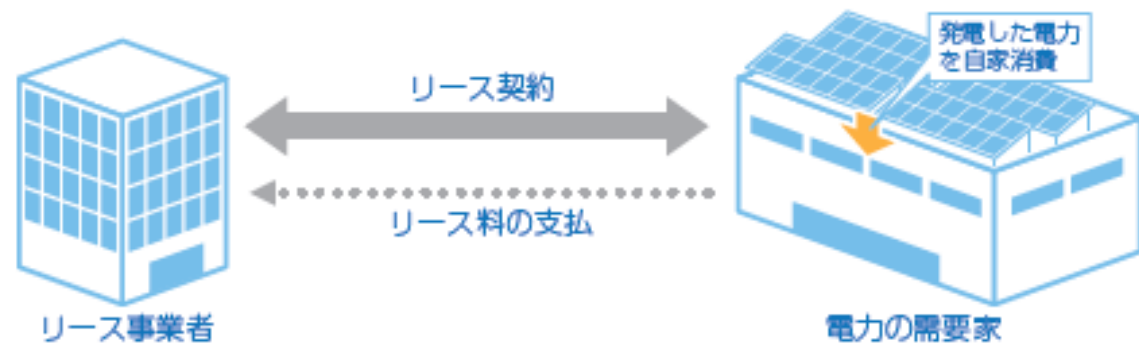 発電した電力
を自家消費
リース契約
リース料の支払
リース事業者
電力の需要家